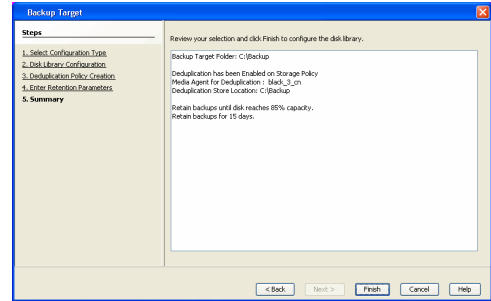 Backup Target
Steps
1. Select Configuration Type
2. Disk Library Configuration
3. Deduplication Policy Creation
4. Enter Retention Parameters
5. Summary
Review your selection and click Finish to configure the disk library.
Backup Target Folder: C:\Backup
Deduplication has been Enabled on Storage Policy
Media Agent for Deduplication : black_3_cn
Deduplication Store Location: C:\Backup
Retain backups until disk reaches 85% capacity.
Retain backups for 15 days.
< Back
Next >
Finish
Cancel
Help